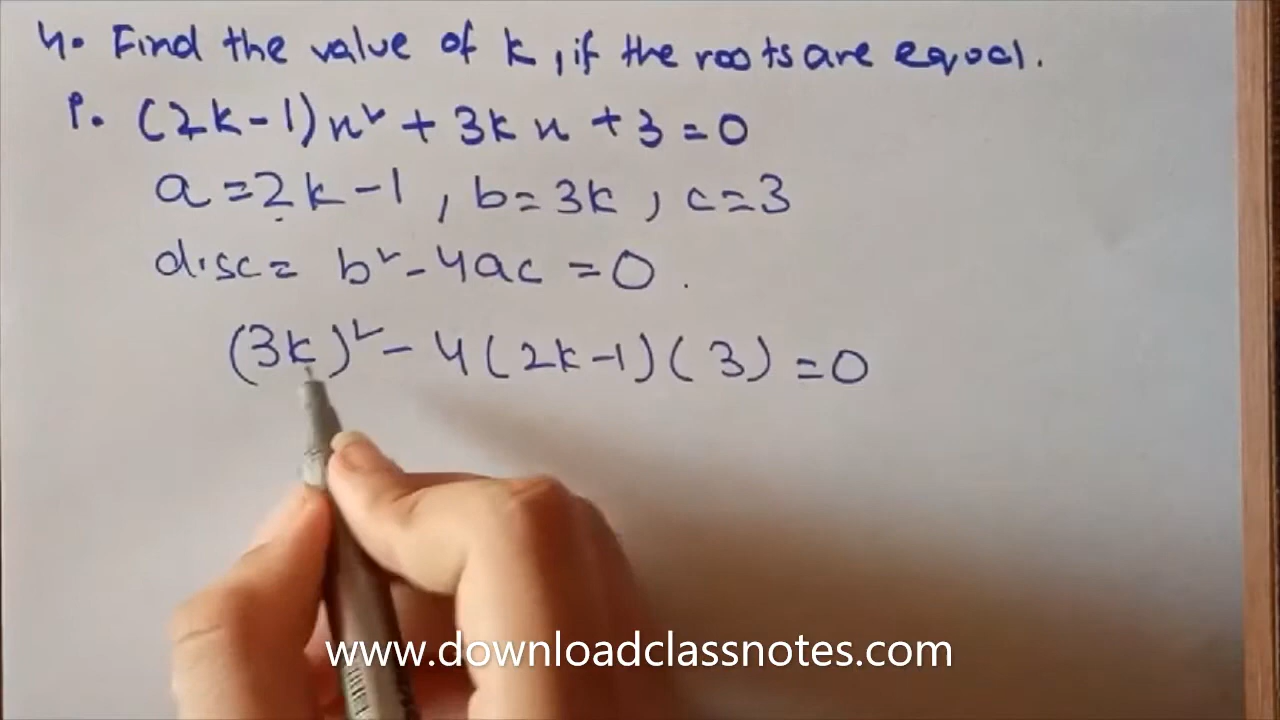 4. Find the value of k, if the roots are equal.
i. (2k-1)x² + 3kx + 3 = 0
a = 2k-1, b = 3k, c = 3
disc = b² - 4ac = 0.
(3k)² - 4(2k-1)(3) = 0
www.downloadclassnotes.com